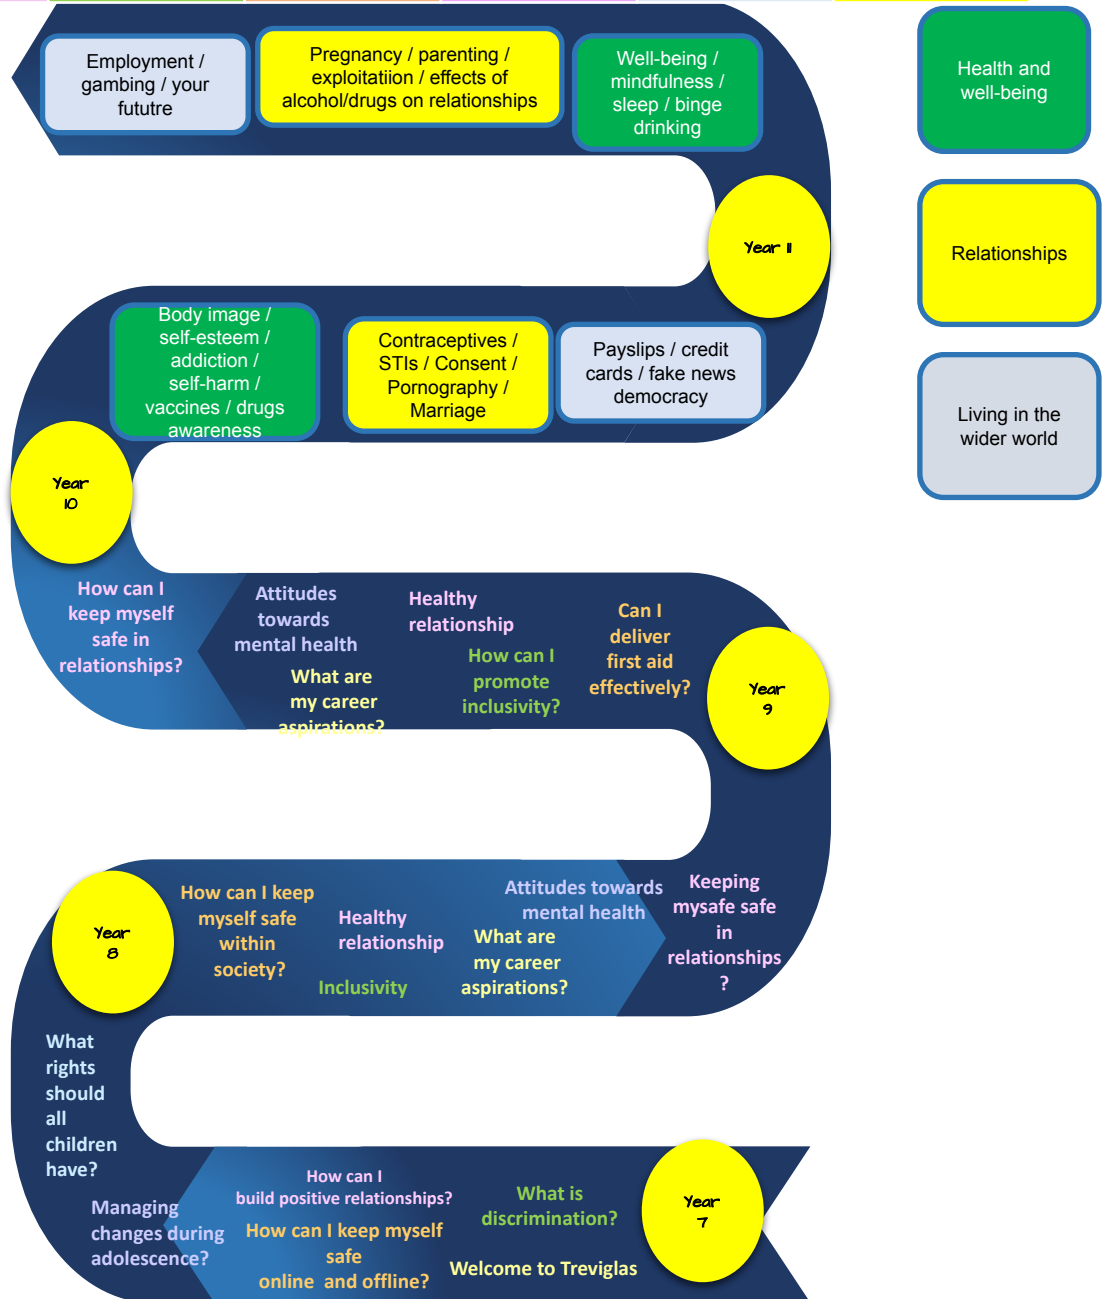 Employment /
gambing / your
fututre
Pregnancy / parenting /
exploitatiion / effects of
alcohol/drugs on relationships
Well-being /
mindfulness /
sleep / binge
drinking
Health and
well-being
Relationships
Living in the
wider world
Year 11
Body image /
self-esteem /
addiction /
self-harm /
vaccines / drugs
awareness
Contraceptives /
STIs / Consent /
Pornography /
Marriage
Payslips / credit
cards / fake news
democracy
Year
10
How can I
keep myself
safe in
relationships?
Attitudes
towards
mental health
What are
my career
aspirations?
Healthy
relationship
How can I
promote
inclusivity?
Can I
deliver
first aid
effectively?
Year
9
Year
8
How can I keep
myself safe
within
society?
Healthy
relationship
Inclusivity
Attitudes towards
mental health
What are
my career
aspirations?
Keeping
mysafe safe
in
relationships
?
What
rights
should
all
children
have?
Managing
changes during
adolescence?
How can I
build positive relationships?
How can I keep myself
safe
online  and offline?
What is
discrimination?
Welcome to Treviglas
Year
7